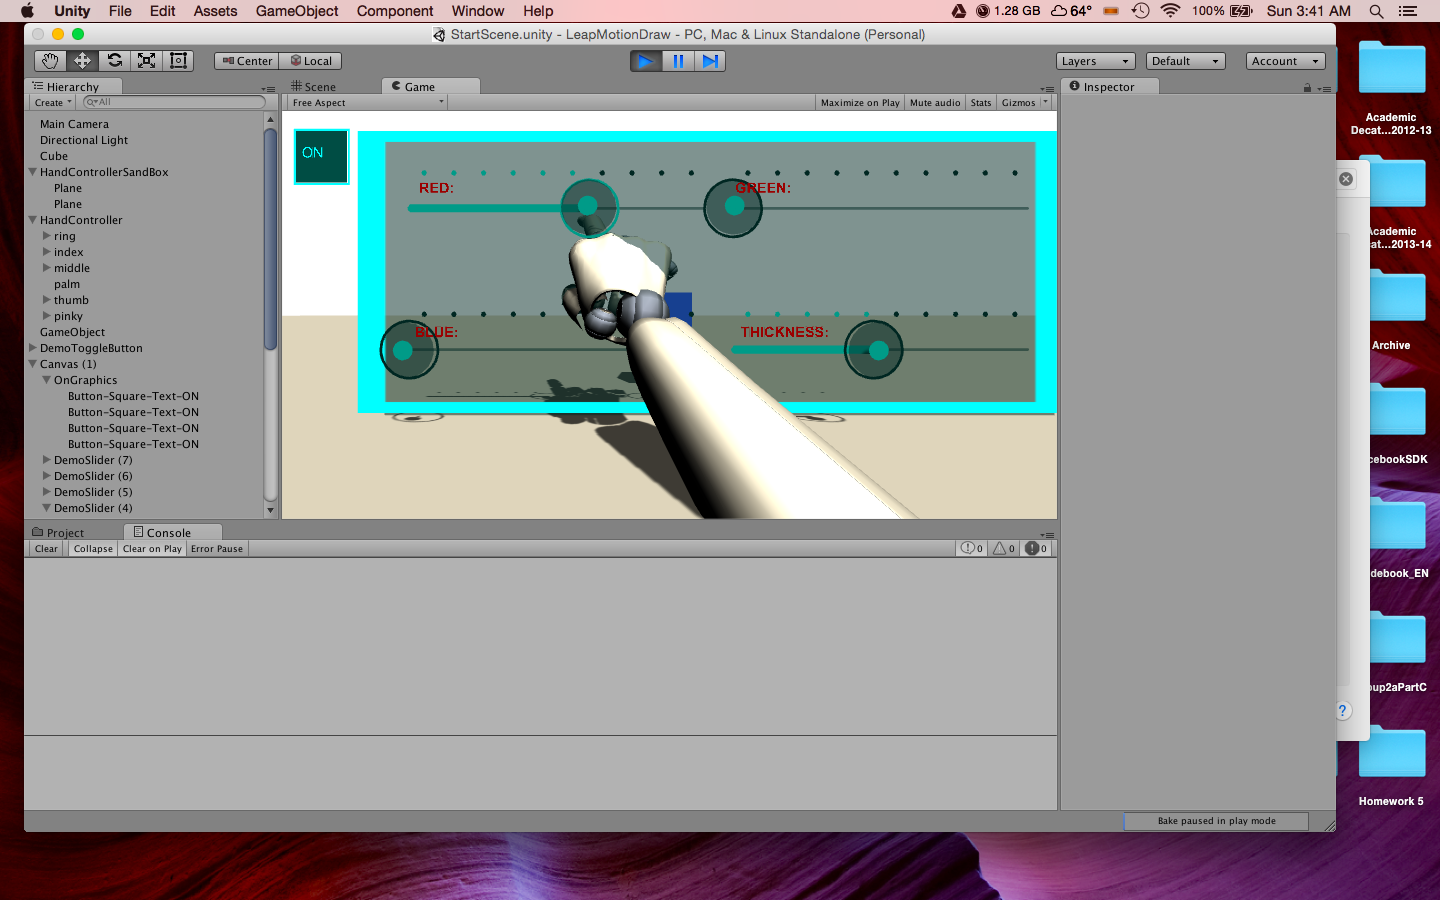 Unity File Edit Assets GameObject Component Window Help
1.28 GB 64° 100% Sun 3:41 AM
StartScene.unity - LeapMotionDraw - PC, Mac & Linux Standalone (Personal)
Center Local Layers Default Account
Hierarchy
Create All
Main Camera
Directional Light
Cube
HandControllerSandBox
Plane
Plane
HandController
ring
index
middle
palm
thumb
pinky
GameObject
DemoToggleButton
Canvas (1)
OnGraphics
Button-Square-Text-ON
Button-Square-Text-ON
Button-Square-Text-ON
Button-Square-Text-ON
DemoSlider (7)
DemoSlider (6)
DemoSlider (5)
DemoSlider (4)
Scene Game
Free Aspect Maximize on Play Mute audio Stats Gizmos
ON
RED: GREEN:
BLUE: THICKNESS:
Inspector
Project Console
Clear Collapse Clear on Play Error Pause 0 0 0
Bake paused in play mode
Academic
Decat...2012-13
Academic
cat...2013-14
Archive
cebookSDK
debook_EN
oup2aPartC
?
Homework 5